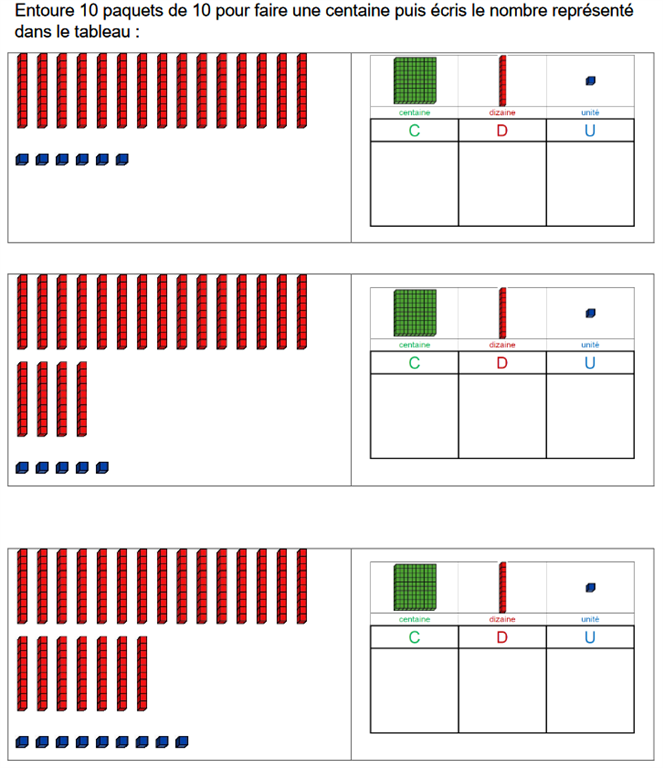 Entoure 10 paquets de 10 pour faire une centaine puis écris le nombre représenté
dans le tableau :
centaine dizaine unité
C D U
centaine dizaine unité
C D U
centaine dizaine unité
C D U